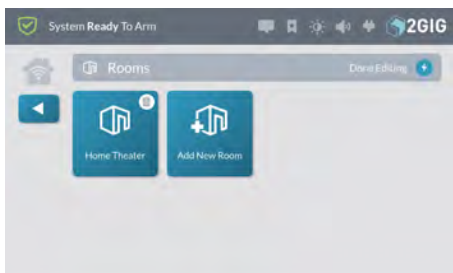 System Ready To Arm
2GIG
Rooms
Done Editing
Home Theater
Add New Room